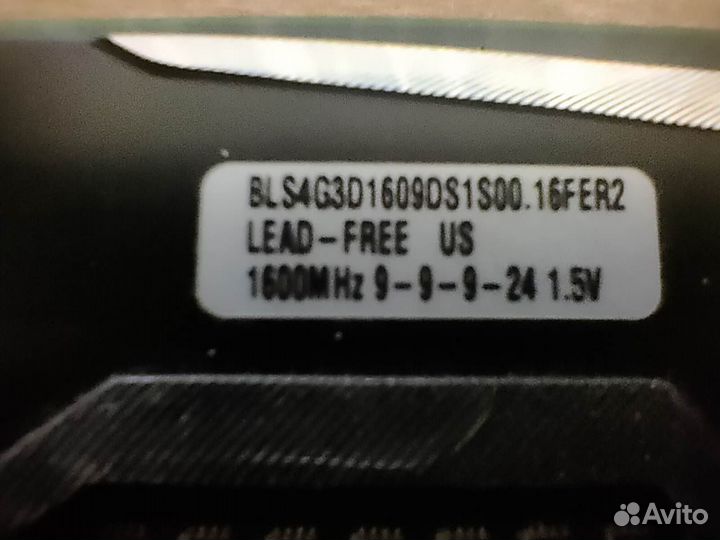 BLS4G3D1609DS1S00.16FER2
LEAD-FREE US
1600MHz 9-9-9-24 1.5V
Avito